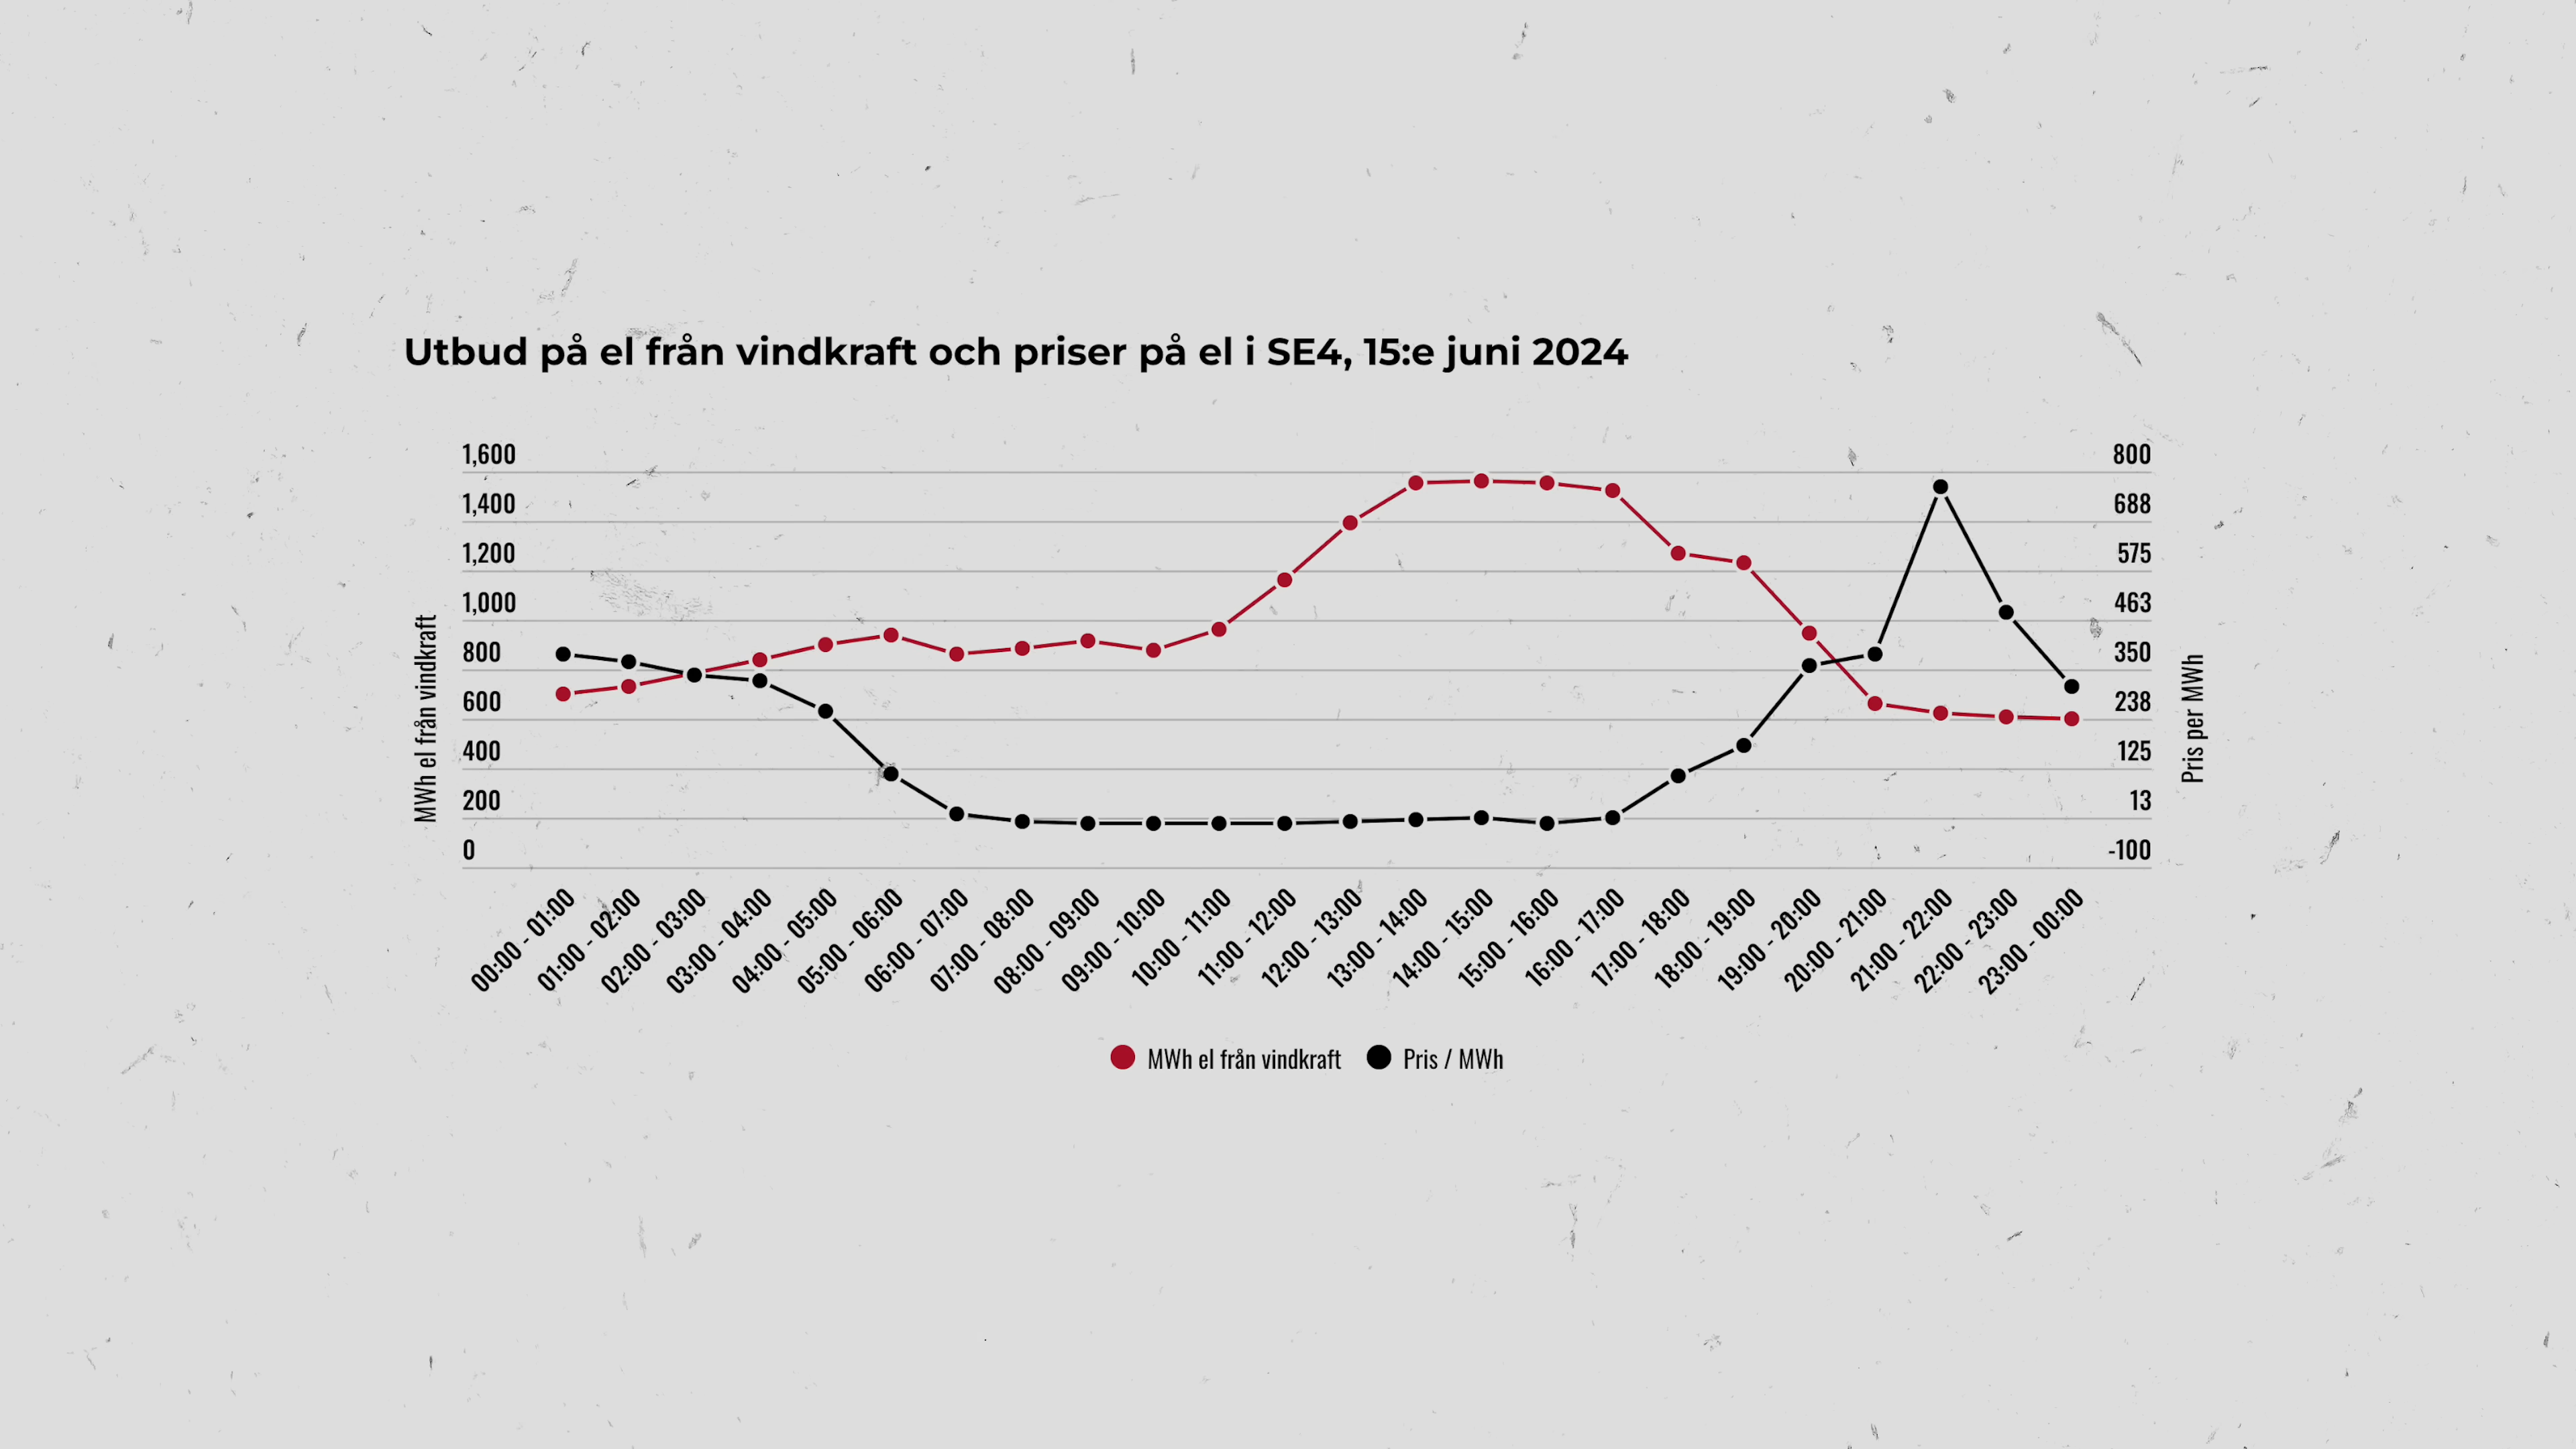 Utbud på el från vindkraft och priser på el i SE4, 15:e juni 2024
MWh el från vindkraft
1,600
1,400
1,200
1,000
800
600
400
200
0
800
688
575
463
350
238
125
13
-100
Pris per MWh
00:00 - 01:00
01:00 - 02:00
02:00 - 03:00
03:00 - 04:00
04:00 - 05:00
05:00 - 06:00
06:00 - 07:00
07:00 - 08:00
08:00 - 09:00
09:00 - 10:00
10:00 - 11:00
11:00 - 12:00
12:00 - 13:00
13:00 - 14:00
14:00 - 15:00
15:00 - 16:00
16:00 - 17:00
17:00 - 18:00
18:00 - 19:00
19:00 - 20:00
20:00 - 21:00
21:00 - 22:00
22:00 - 23:00
23:00 - 00:00
MWh el från vindkraft
Pris / MWh